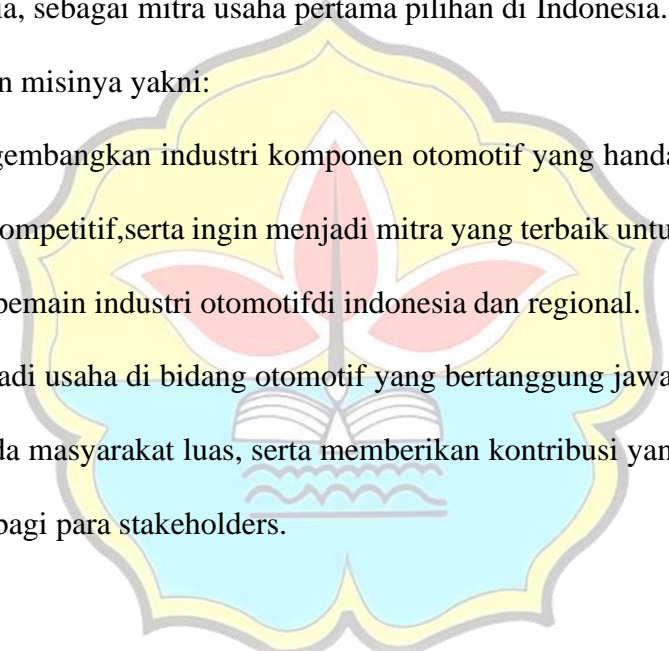 ia, sebagai mitra usaha pertama pilihan di Indonesia.
n misinya yakni:
gembangkan industri komponen otomotif yang handa
ompetitif,serta ingin menjadi mitra yang terbaik untu
pemain industri otomotifdi indonesia dan regional.
adi usaha di bidang otomotif yang bertanggung jawa
da masyarakat luas, serta memberikan kontribusi yan
bagi para stakeholders.